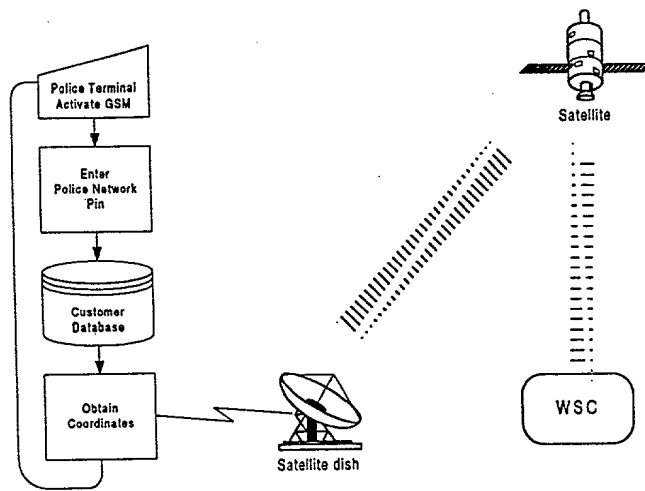 Police Terminal
Activate GSM
Enter
Police Network
Pin
Customer
Database
Obtain
Coordinates
Satellite dish
Satellite
WSC